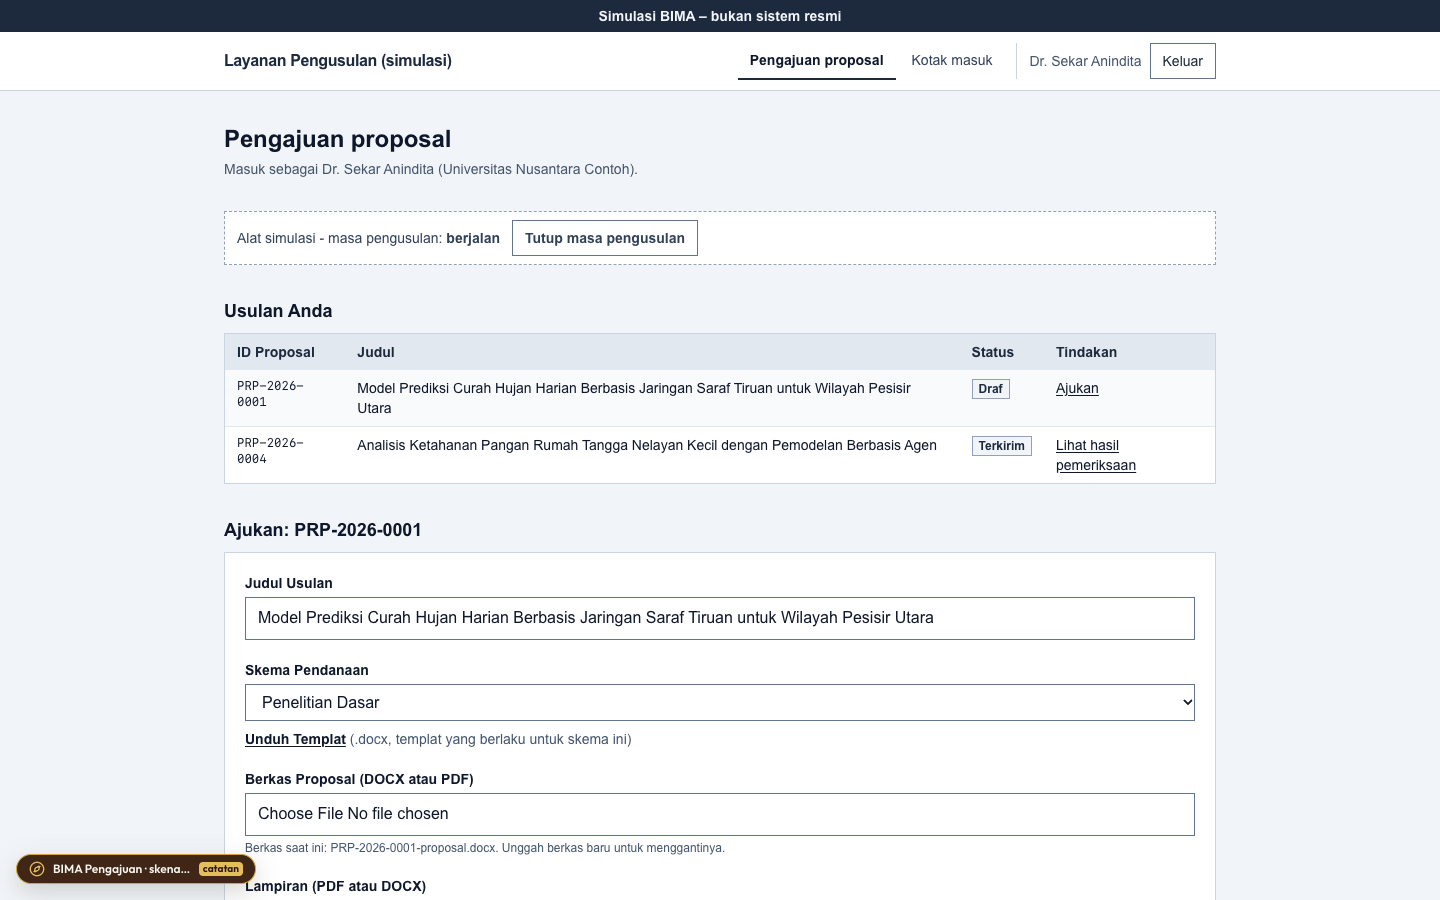 Simulasi BIMA – bukan sistem resmi
Layanan Pengusulan (simulasi)
Pengajuan proposal
Kotak masuk
Dr. Sekar Anindita
Keluar
Pengajuan proposal
Masuk sebagai Dr. Sekar Anindita (Universitas Nusantara Contoh).
Alat simulasi - masa pengusulan: berjalan
Tutup masa pengusulan
Usulan Anda
ID Proposal Judul Status Tindakan
PRP-2026-0001
Model Prediksi Curah Hujan Harian Berbasis Jaringan Saraf Tiruan untuk Wilayah Pesisir
Utara
Draf
Ajukan
PRP-2026-0004
Analisis Ketahanan Pangan Rumah Tangga Nelayan Kecil dengan Pemodelan Berbasis Agen
Terkirim
Lihat hasil
pemeriksaan
Ajukan: PRP-2026-0001
Judul Usulan
Model Prediksi Curah Hujan Harian Berbasis Jaringan Saraf Tiruan untuk Wilayah Pesisir Utara
Skema Pendanaan
Penelitian Dasar
Unduh Templat (.docx, templat yang berlaku untuk skema ini)
Berkas Proposal (DOCX atau PDF)
Choose File No file chosen
Berkas saat ini: PRP-2026-0001-proposal.docx. Unggah berkas baru untuk menggantinya.
BIMA Pengajuan · skena... catatan
Lampiran (PDF atau DOCX)